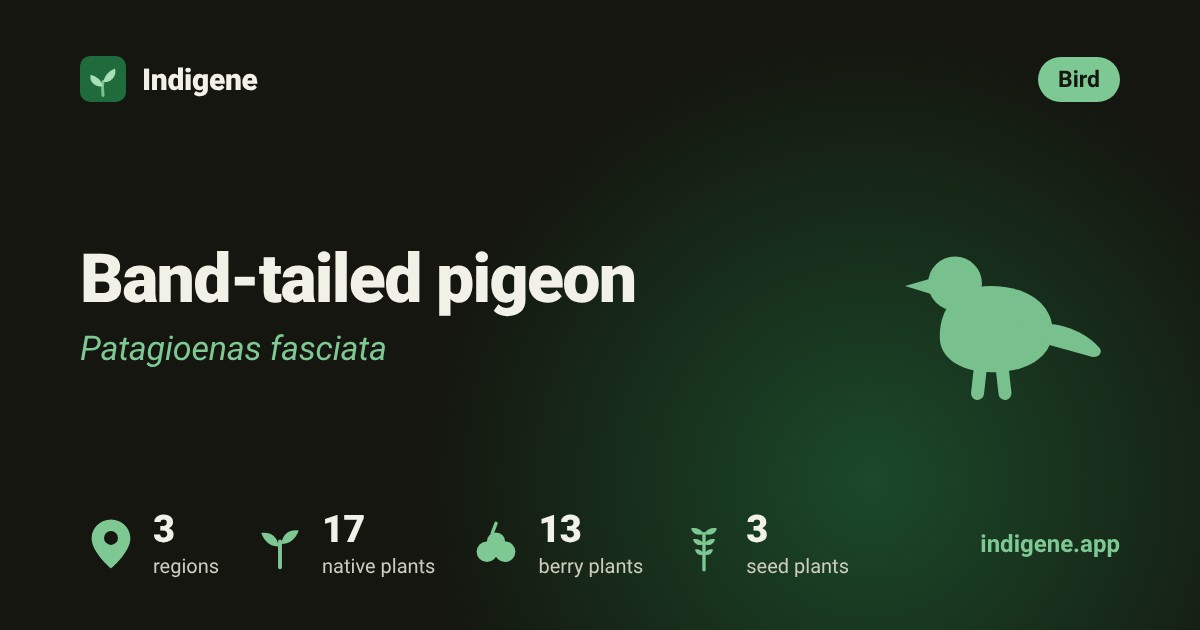 Indigene
Bird
Band-tailed pigeon
Patagioenas fasciata
3
regions
17
native plants
13
berry plants
3
seed plants
indigene.app